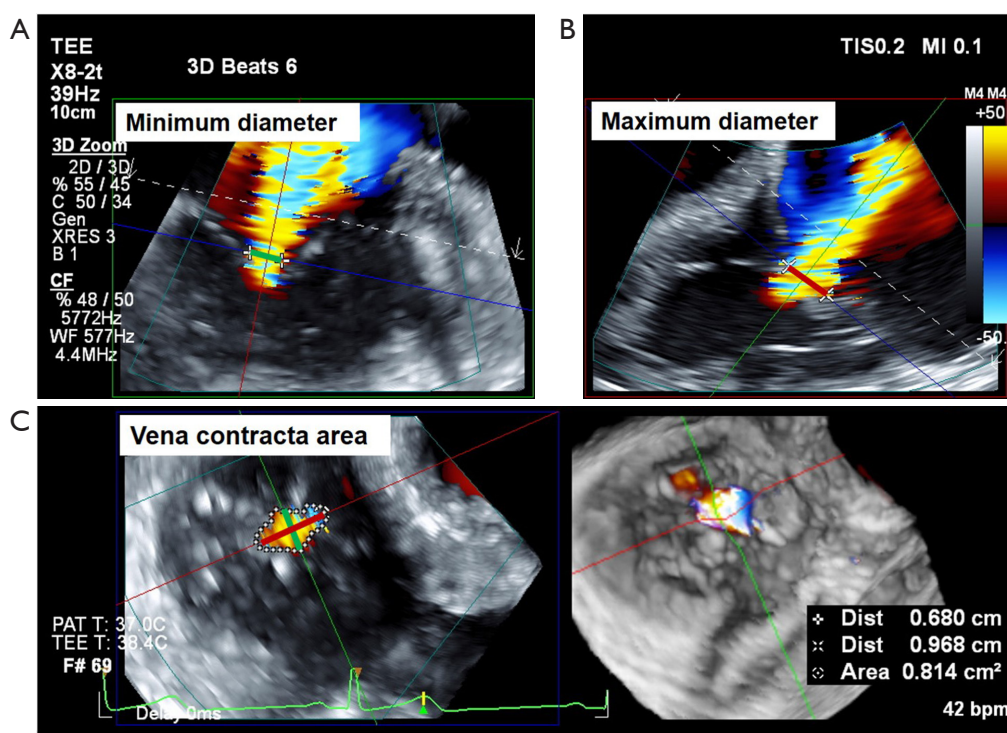 A
TEE
X8-2t
39Hz
10cm
3D Beats 6
Minimum diameter
3D Zoom
2D / 3D
% 55 / 45
C 50 / 34
Gen
XRES 3
B 1
CF
% 48 / 50
5772Hz
WF 577Hz
4.4MHz
B
TIS0.2 MI 0.1
Maximum diameter
M4 M4
+50
-50.
C
Vena contracta area
PAT T: 37.0C
TEE T: 38.4C
F# 69
Delay 0ms
Dist 0.680 cm
Dist 0.968 cm
Area 0.814 cm²
42 bpm